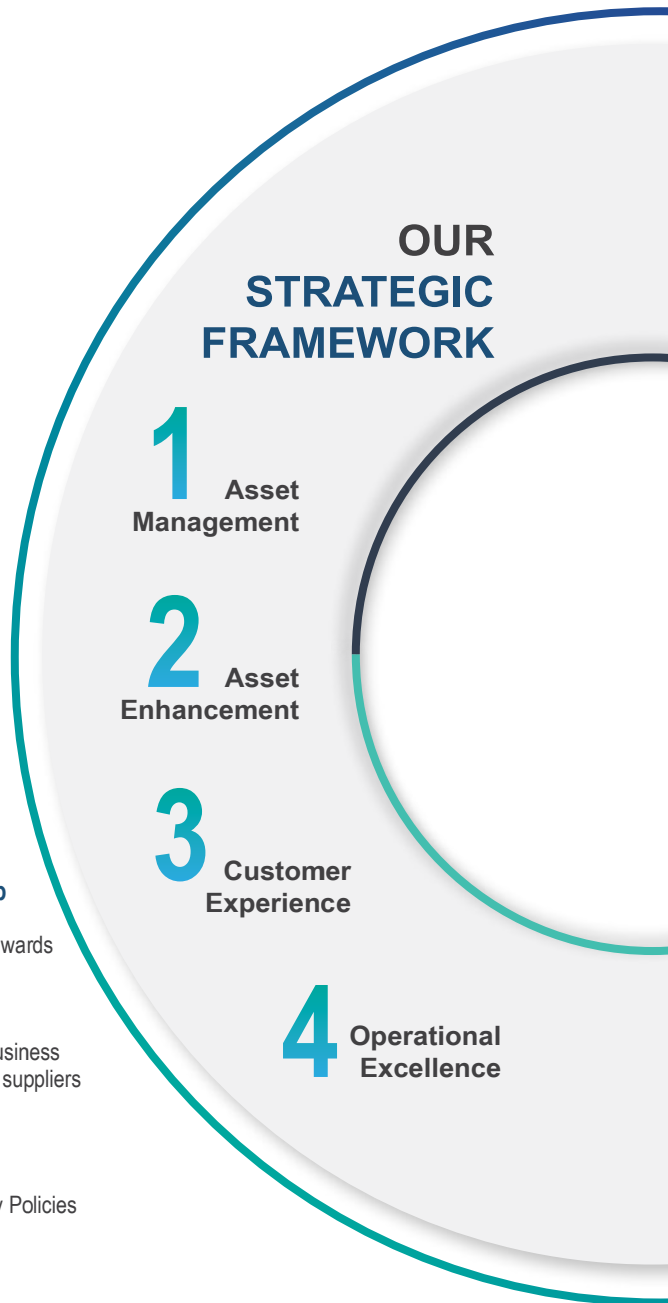 OUR
STRATEGIC
FRAMEWORK
1 Asset
Management
2 Asset
Enhancement
3 Customer
Experience
4 Operational
Excellence
wards
usiness
suppliers
Policies